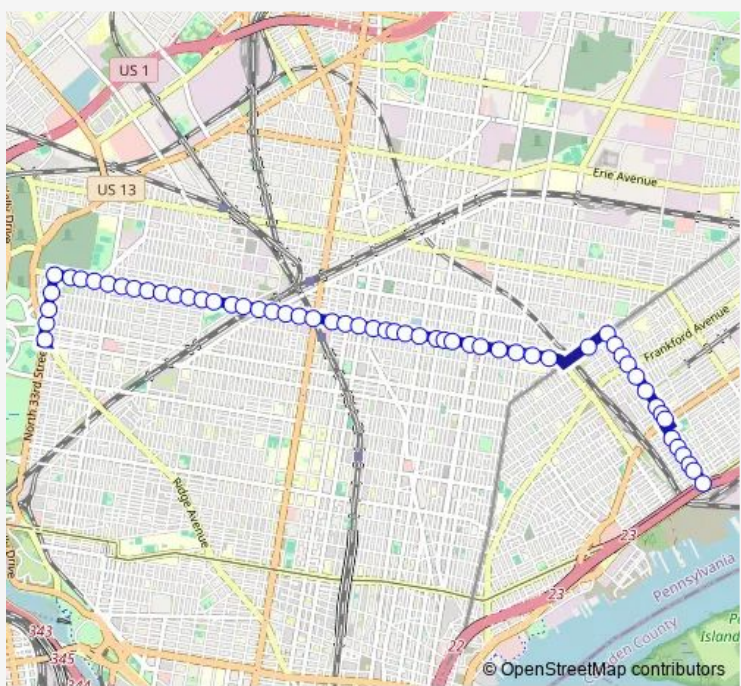 US 1
US 13
Erie Avenue
Frankford Avenue
North 33rd Street
Ridge Avenue
23
23
Pennsylvania
343
345
344
22
Camden County
Island
© OpenStreetMap contributors